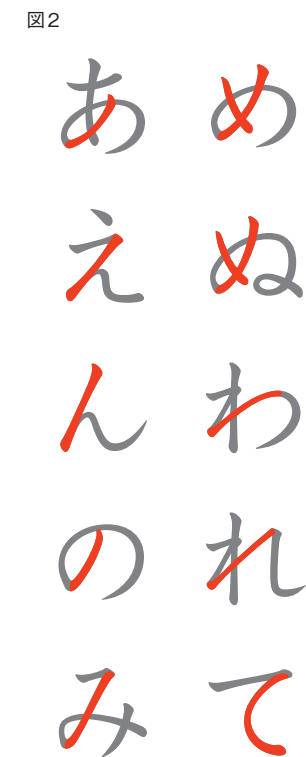 図2
あ め
え ぬ
ん わ
の れ
み て